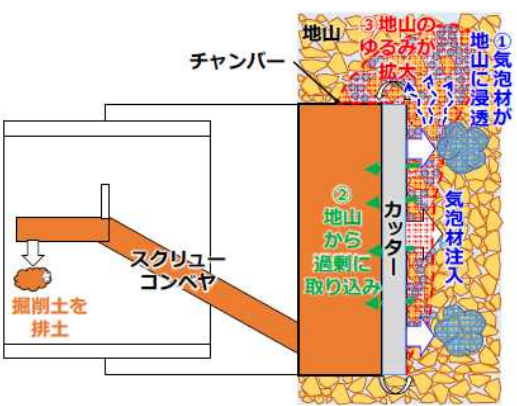 地山
③地山の
ゆるみが
拡大
①気泡材が
地山に浸透
チャンバー
②
地山
から
過剰に
取り込み
カッター
気泡材注入
スクリュー
コンベヤ
掘削土を
排土